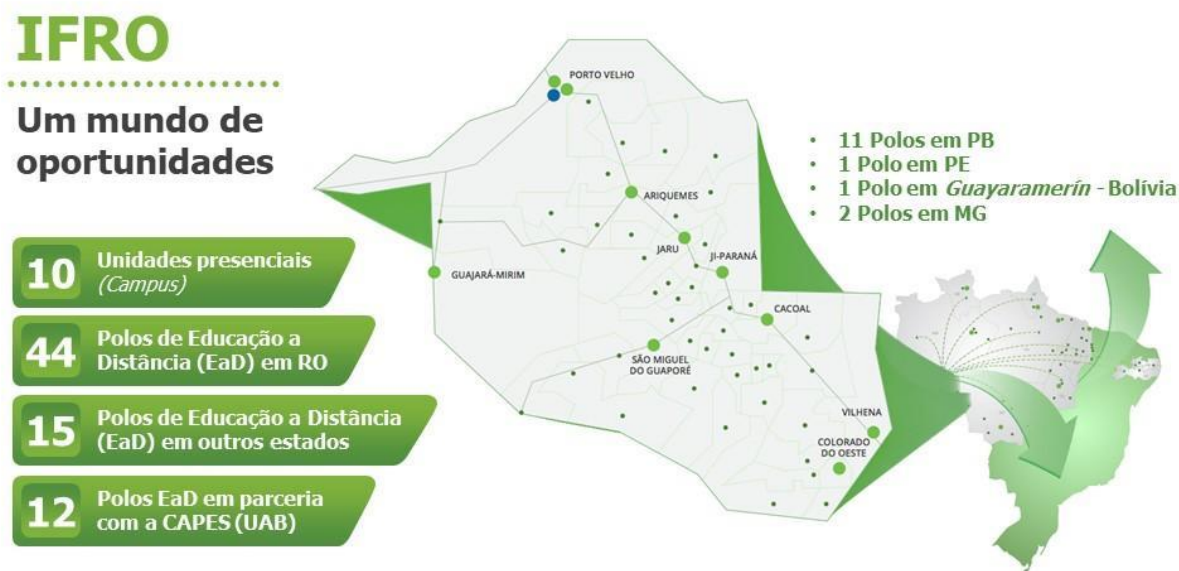 IFRO
Um mundo de
oportunidades
10
Unidades presenciais
(Campus)
44
Polos de Educação a
Distância (EaD) em RO
15
Polos de Educação a Distância
(EaD) em outros estados
12
Polos EaD em parceria
com a CAPES (UAB)
PORTO VELHO
ARIQUEMES
JARU
JI-PARANÁ
GUAJARÁ-MIRIM
CACOAL
SÃO MIGUEL
DO GUAPORÉ
VILHENA
COLORADO
DO OESTE
• 11 Polos em PB
• 1 Polo em PE
• 1 Polo em Guayaramerín - Bolívia
• 2 Polos em MG